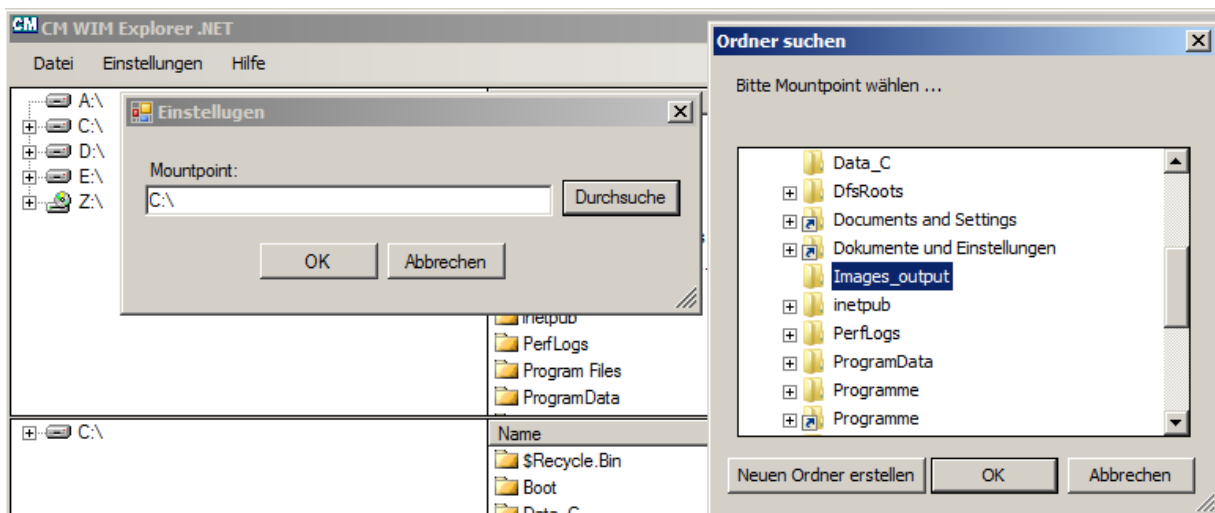 CM CM WIM Explorer .NET
Datei Einstellungen Hilfe
A:\
C:\
D:\
E:\
Z:\
Einstellugen
Mountpoint:
C:\
Durchsuche
OK Abbrechen
inetpub
PerfLogs
Program Files
ProgramData
C:\
Name
$Recycle.Bin
Boot
Data_C
Ordner suchen
Bitte Mountpoint wählen ...
Data_C
DfsRoots
Documents and Settings
Dokumente und Einstellungen
Images_output
inetpub
PerfLogs
ProgramData
Programme
Programme
Neuen Ordner erstellen OK Abbrechen